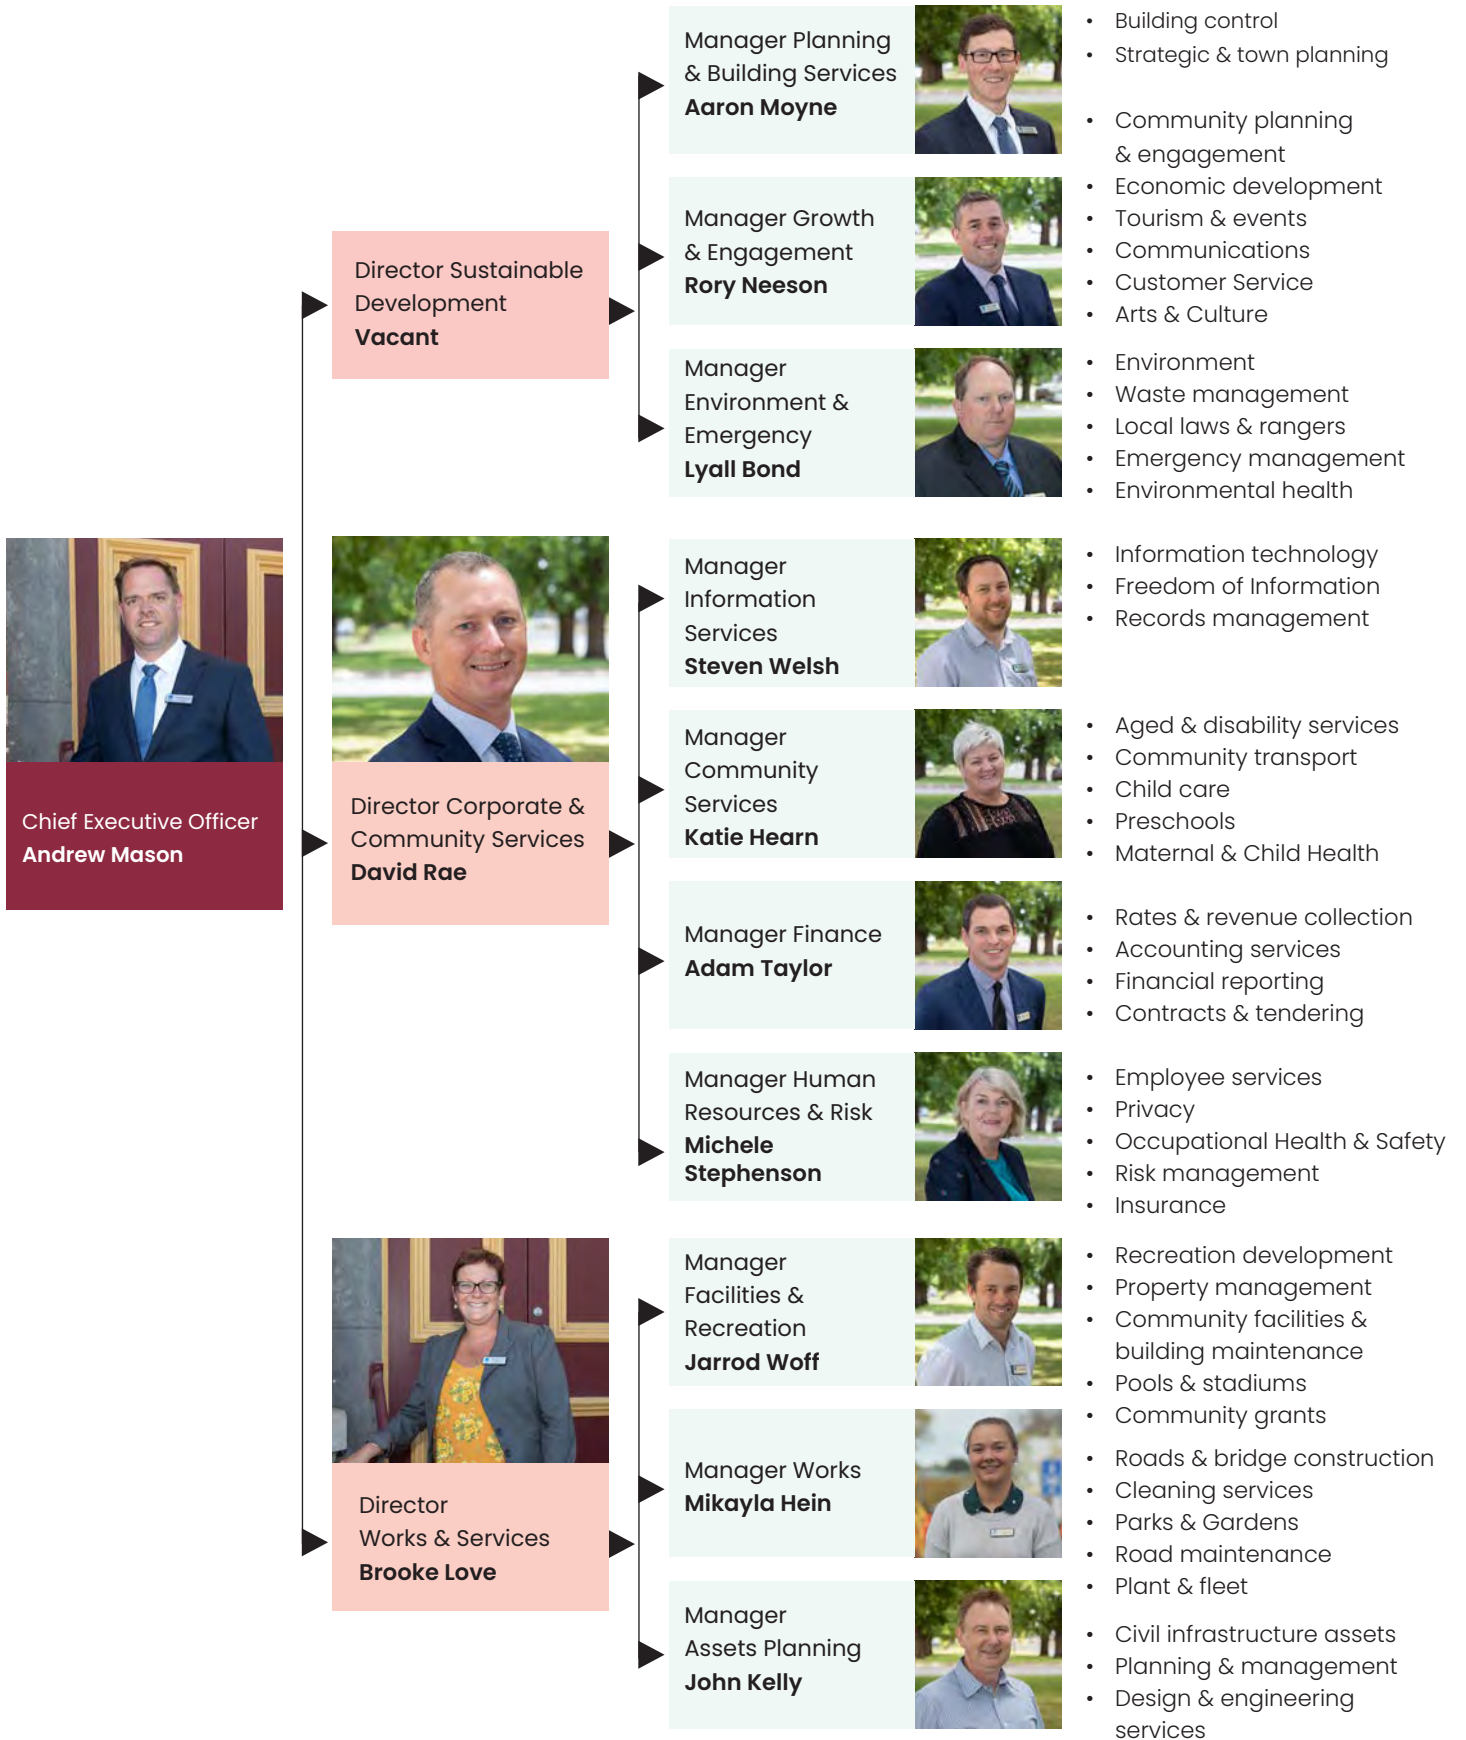 Chief Executive Officer
Andrew Mason
Director Sustainable
Development
Vacant
Manager Planning
& Building Services
Aaron Moyne
• Building control
• Strategic & town planning
Manager Growth
& Engagement
Rory Neeson
• Community planning
& engagement
• Economic development
• Tourism & events
• Communications
• Customer Service
• Arts & Culture
Manager
Environment &
Emergency
Lyall Bond
• Environment
• Waste management
• Local laws & rangers
• Emergency management
• Environmental health
Director Corporate &
Community Services
David Rae
Manager
Information
Services
Steven Welsh
• Information technology
• Freedom of Information
• Records management
Manager
Community
Services
Katie Hearn
• Aged & disability services
• Community transport
• Child care
• Preschools
• Maternal & Child Health
Manager Finance
Adam Taylor
• Rates & revenue collection
• Accounting services
• Financial reporting
• Contracts & tendering
Manager Human
Resources & Risk
Michele
Stephenson
• Employee services
• Privacy
• Occupational Health & Safety
• Risk management
• Insurance
Director
Works & Services
Brooke Love
Manager
Facilities &
Recreation
Jarrod Woff
• Recreation development
• Property management
• Community facilities &
building maintenance
• Pools & stadiums
• Community grants
Manager Works
Mikayla Hein
• Roads & bridge construction
• Cleaning services
• Parks & Gardens
• Road maintenance
• Plant & fleet
Manager
Assets Planning
John Kelly
• Civil infrastructure assets
• Planning & management
• Design & engineering
services